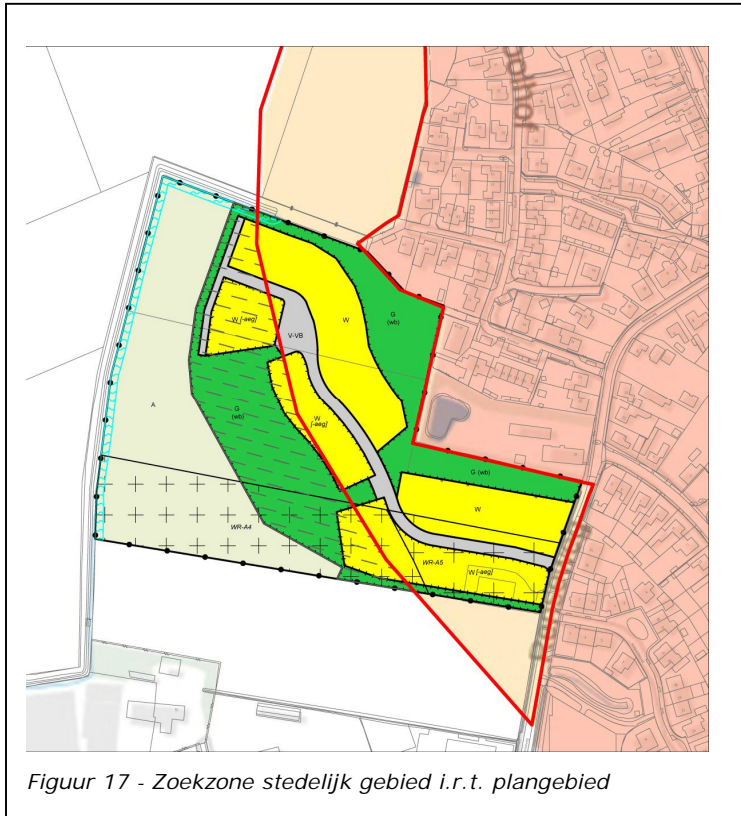 W
G
(wb)
W [-aeg]
V-VB
A
G
(wb)
W
[-aeg]
G (wb)
W
WR-A4
WR-A5
W [-aeg]
Figuur 17 - Zoekzone stedelijk gebied i.r.t. plangebied